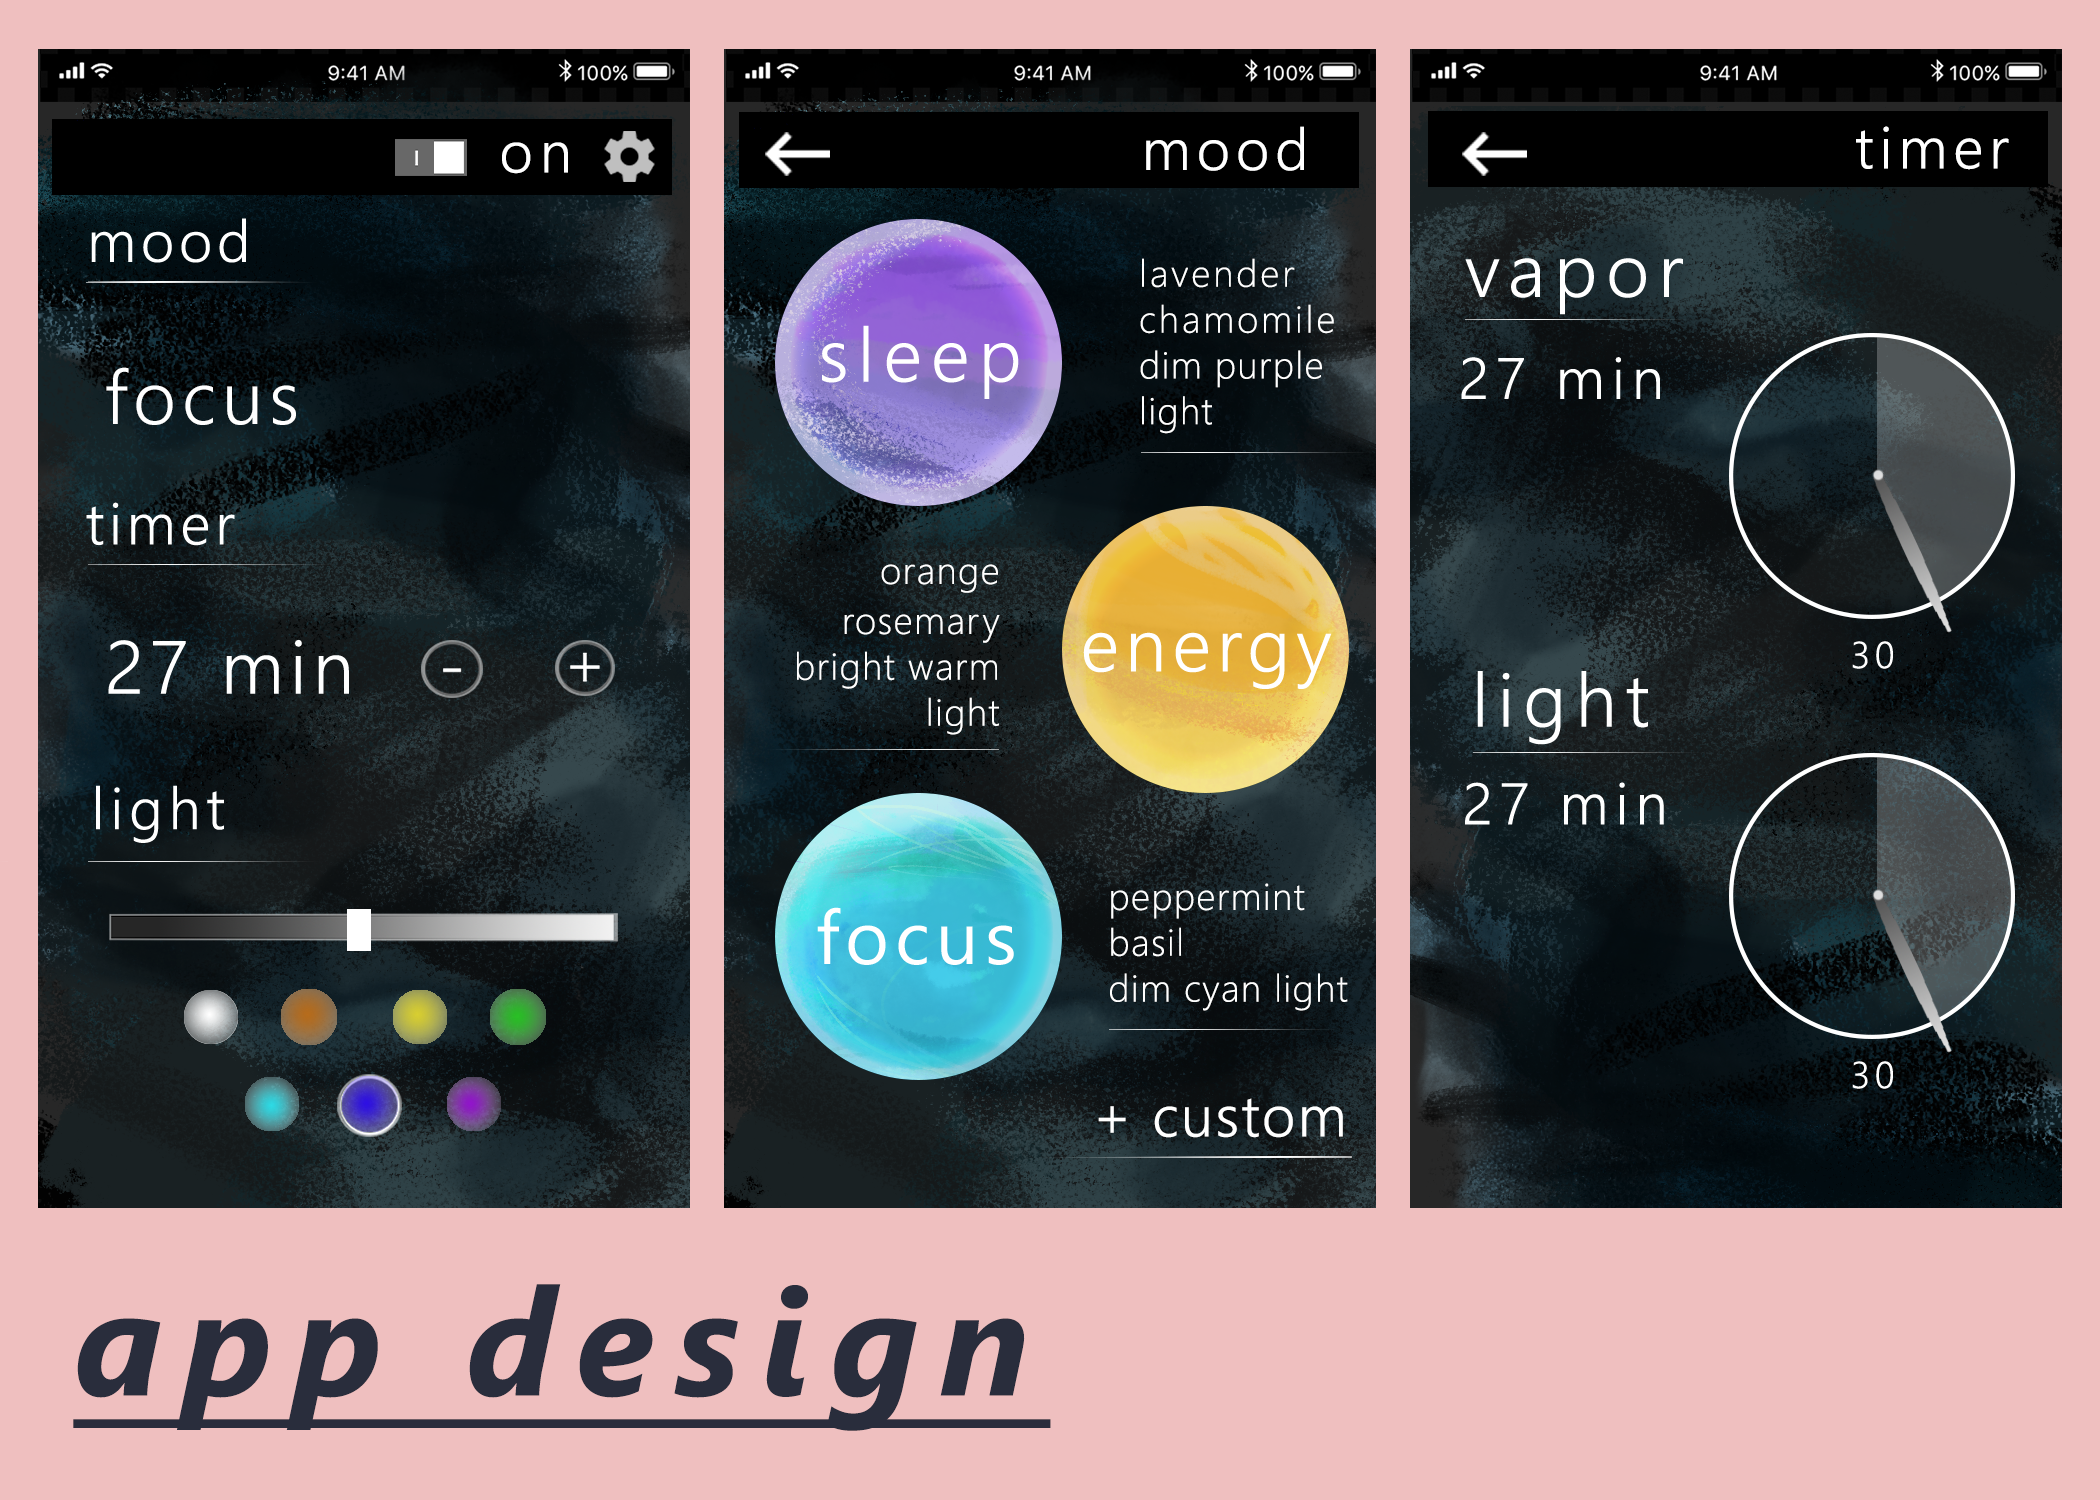 9:41 AM 100%
on
mood
focus
timer
27 min - +
light
9:41 AM 100%
mood
sleep
lavender
chamomile
dim purple
light
orange
rosemary
bright warm
light
energy
focus
peppermint
basil
dim cyan light
+ custom
9:41 AM 100%
timer
vapor
27 min
30
light
27 min
30
app design